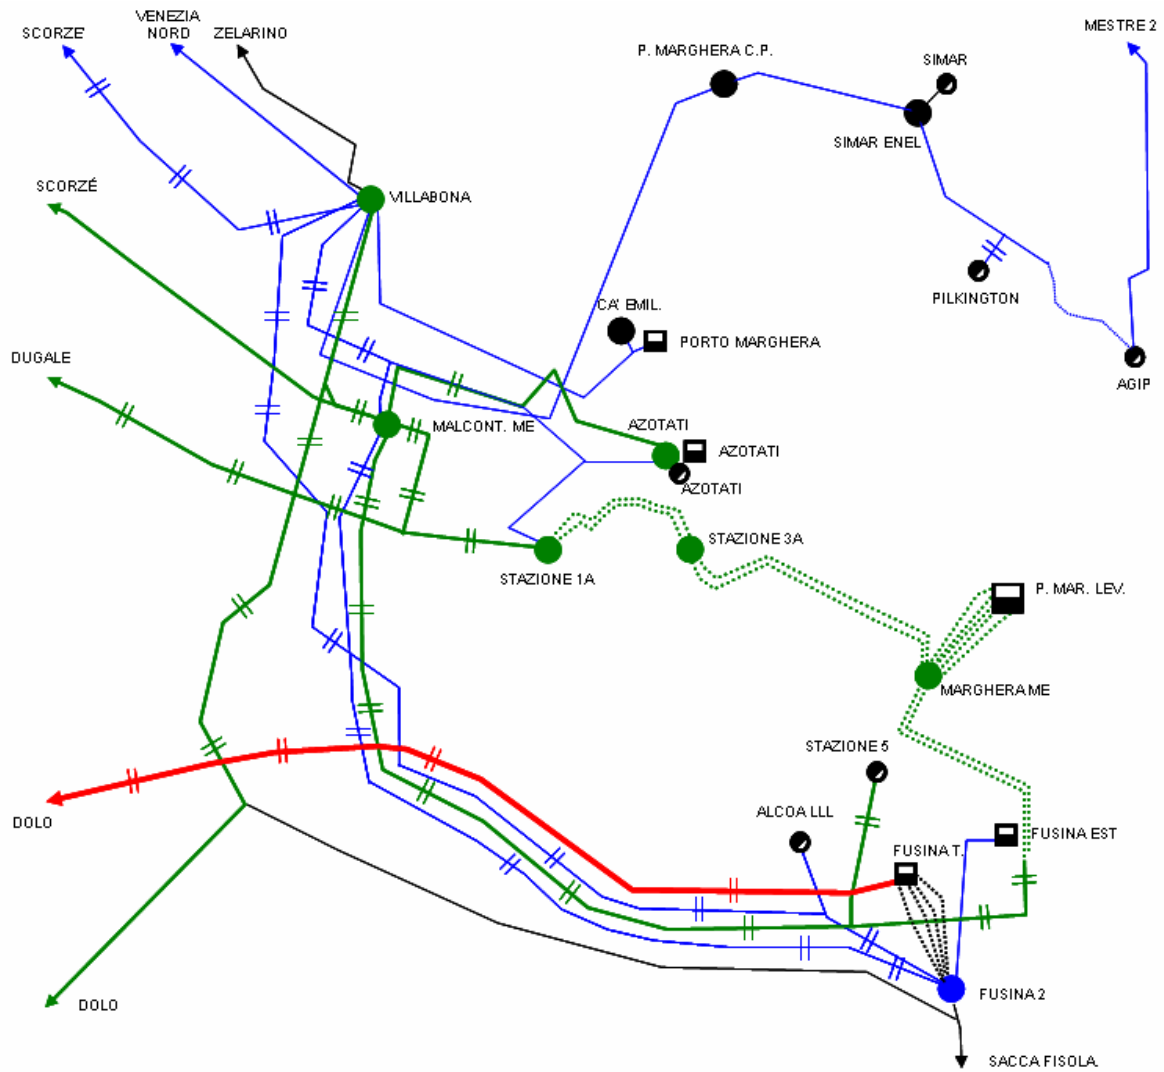 VENEZIA
NORD
SCORZE'
ZELARINO
MESTRE 2
P. MARGHERA C.P.
SIMAR
SIMAR ENEL
SCORZÉ
VILLABONA
PILKINGTON
CA' EMIL.
PORTO MARGHERA
DUGALE
AGIP
MALCONT. ME
AZOTATI
AZOTATI
AZOTATI
STAZIONE 3A
STAZIONE 1A
P. MAR. LEV.
MARGHERA ME
STAZIONE 5
DOLO
ALCOA LLL
FUSINA EST
FUSINA T.
FUSINA 2
DOLO
SACCA FISOLA